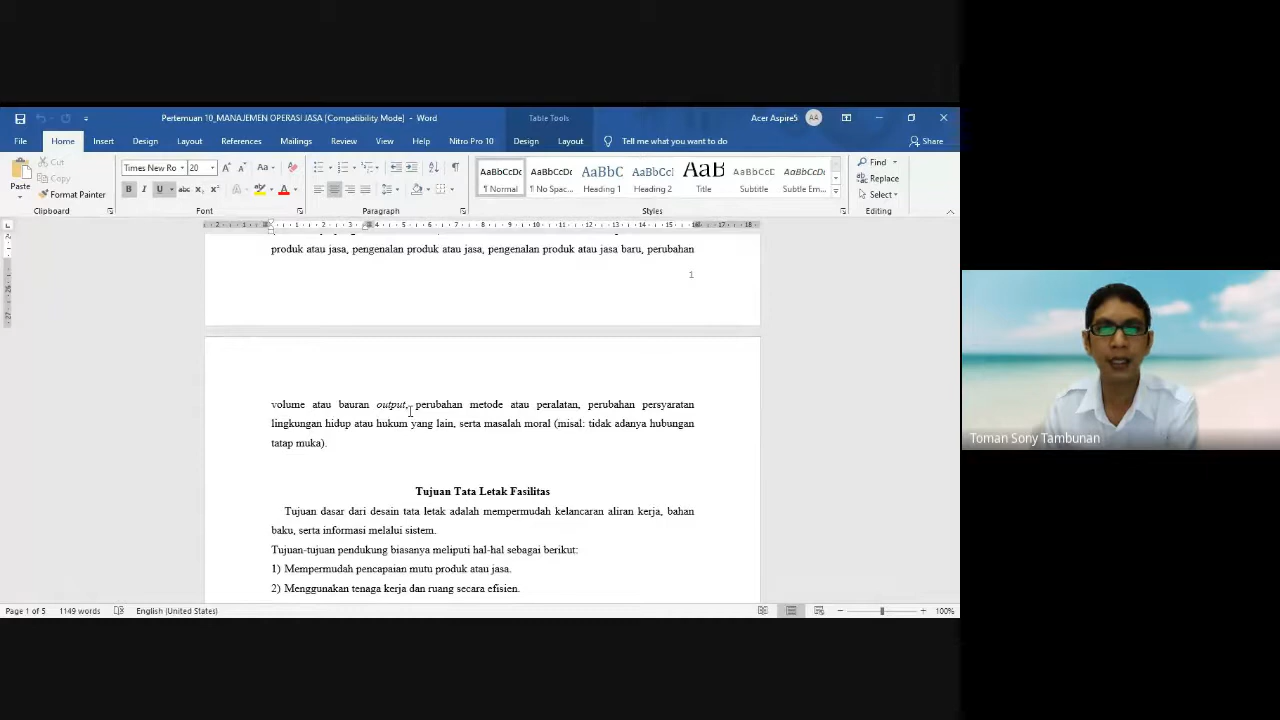 Pertemuan 10_MANAJEMEN OPERASI JASA [Compatibility Mode] - Word
Table Tools
Acer Aspire5
AA
File
Home
Insert
Design
Layout
References
Mailings
Review
View
Help
Nitro Pro 10
Design
Layout
Tell me what you want to do
Share
Paste
Cut
Copy
Format Painter
Clipboard
Times New Ro
20
Font
Paragraph
AaBbCcDc
¶ Normal
AaBbCcDc
¶ No Spac...
AaBbC
Heading 1
AaBbCc
Heading 2
AaB
Title
AaBbCcD
Subtitle
AaBbCcD
Subtle Em...
Styles
Find
Replace
Select
Editing
produk atau jasa, pengenalan produk atau jasa, pengenalan produk atau jasa baru, perubahan
1
volume atau bauran output, perubahan metode atau peralatan, perubahan persyaratan
lingkungan hidup atau hukum yang lain, serta masalah moral (misal: tidak adanya hubungan
tatap muka).
Tujuan Tata Letak Fasilitas
Tujuan dasar dari desain tata letak adalah mempermudah kelancaran aliran kerja, bahan
baku, serta informasi melalui sistem.
Tujuan-tujuan pendukung biasanya meliputi hal-hal sebagai berikut:
1) Mempermudah pencapaian mutu produk atau jasa.
2) Menggunakan tenaga kerja dan ruang secara efisien.
Page 1 of 5
1149 words
English (United States)
100%
Toman Sony Tambunan